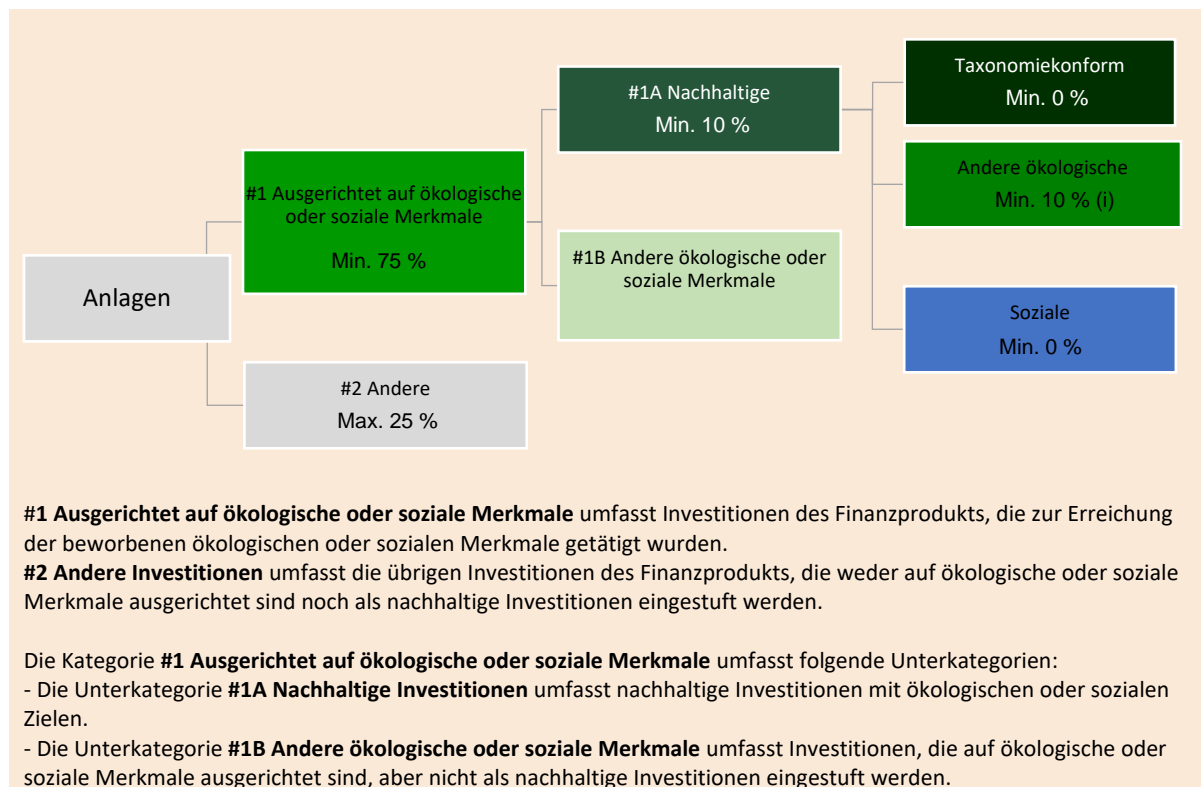 Anlagen
#1 Ausgerichtet auf ökologische
oder soziale Merkmale
Min. 75 %
#2 Andere
Max. 25 %
#1A Nachhaltige
Min. 10 %
#1B Andere ökologische oder
soziale Merkmale
Taxonomiekonform
Min. 0 %
Andere ökologische
Min. 10 % (i)
Soziale
Min. 0 %
#1 Ausgerichtet auf ökologische oder soziale Merkmale umfasst Investitionen des Finanzprodukts, die zur Erreichung
der beworbenen ökologischen oder sozialen Merkmale getätigt wurden.
#2 Andere Investitionen umfasst die übrigen Investitionen des Finanzprodukts, die weder auf ökologische oder soziale
Merkmale ausgerichtet sind noch als nachhaltige Investitionen eingestuft werden.
Die Kategorie #1 Ausgerichtet auf ökologische oder soziale Merkmale umfasst folgende Unterkategorien:
- Die Unterkategorie #1A Nachhaltige Investitionen umfasst nachhaltige Investitionen mit ökologischen oder sozialen
Zielen.
- Die Unterkategorie #1B Andere ökologische oder soziale Merkmale umfasst Investitionen, die auf ökologische oder
soziale Merkmale ausgerichtet sind, aber nicht als nachhaltige Investitionen eingestuft werden.